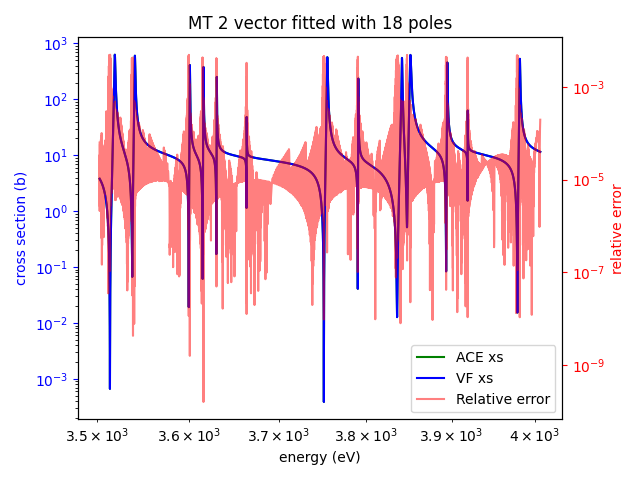 MT 2 vector fitted with 18 poles
10³
10²
10¹
10⁰
10⁻¹
10⁻²
10⁻³
cross section (b)
10⁻³
10⁻⁵
10⁻⁷
10⁻⁹
relative error
ACE xs
VF xs
Relative error
3.5 × 10³ 3.6 × 10³ 3.7 × 10³ 3.8 × 10³ 3.9 × 10³ 4 × 10³
energy (eV)